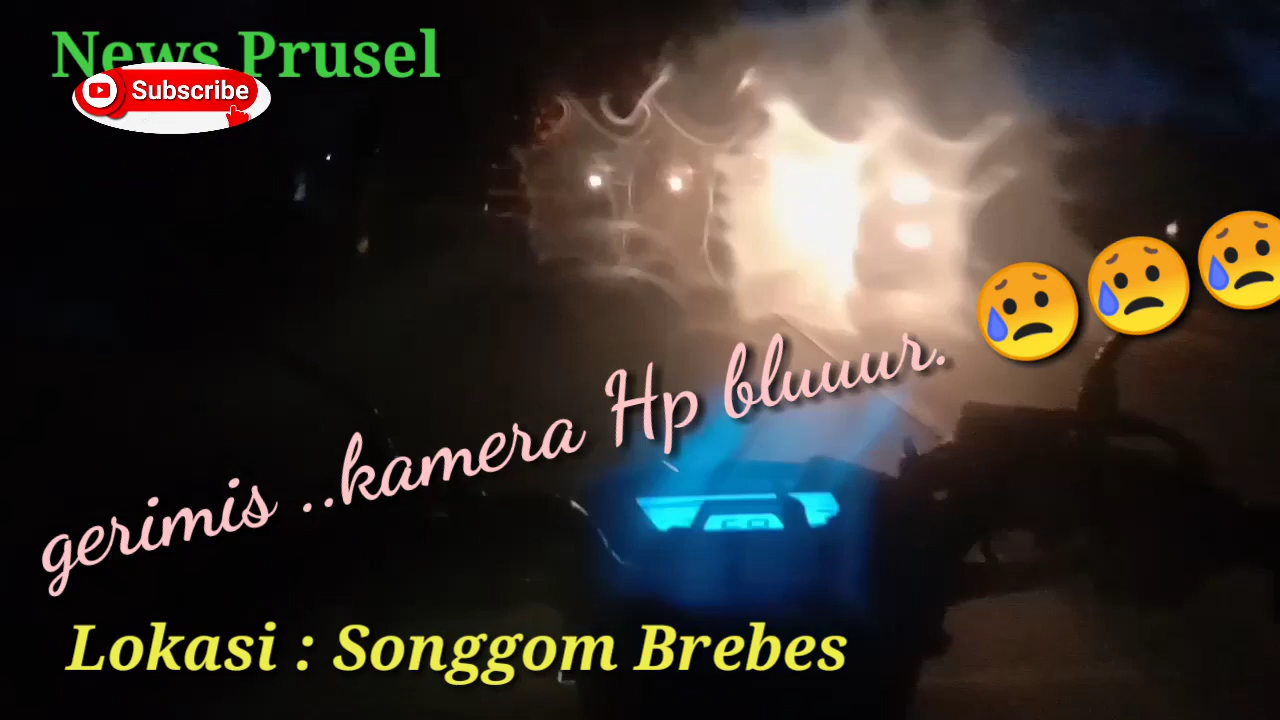 News Prusel
Subscribe
gerimis ..kamera Hp bluuur. 😥😥😥
Lokasi : Songgom Brebes